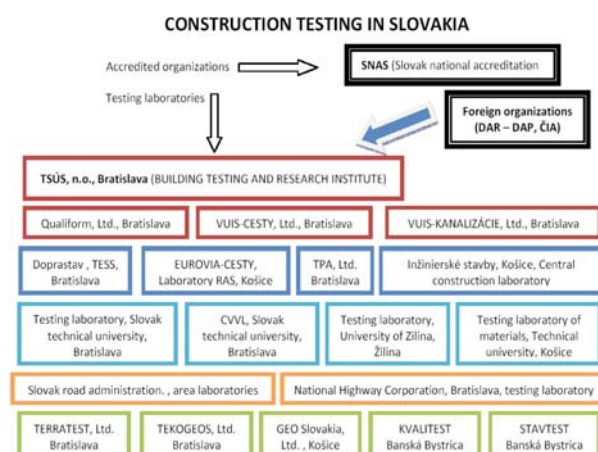 CONSTRUCTION TESTING IN SLOVAKIA
Accredited organizations
SNAS (Slovak national accreditation
Testing laboratories
Foreign organizations
(DAR – DAP, ČIA)
TSÚS, n.o., Bratislava (BUILDING TESTING AND RESEARCH INSTITUTE)
Qualiform, Ltd., Bratislava
VUIS-CESTY, Ltd., Bratislava
VUIS-KANALIZÁCIE, Ltd., Bratislava
Doprastav , TESS,
Bratislava
EUROVIA-CESTY,
Laboratory RAS, Košice
TPA, Ltd.
Bratislava
Inžinierské stavby, Košice, Central
construction laboratory
Testing laboratory, Slovak
technical university,
Bratislava
CVVL, Slovak
technical university,
Bratislava
Testing laboratory,
University of Zilina,
Žilina
Testing laboratory of
materials, Technical
university, Košice
Slovak road administration. , area laboratories
National Highway Corporation, Bratislava, testing laboratory
TERRATEST, Ltd.
Bratislava
TEKOGEOS, Ltd.
Bratislava
GEO Slovakia,
Ltd. , Košice
KVALITEST
Banská Bystrica
STAVTEST
Banská Bystrica